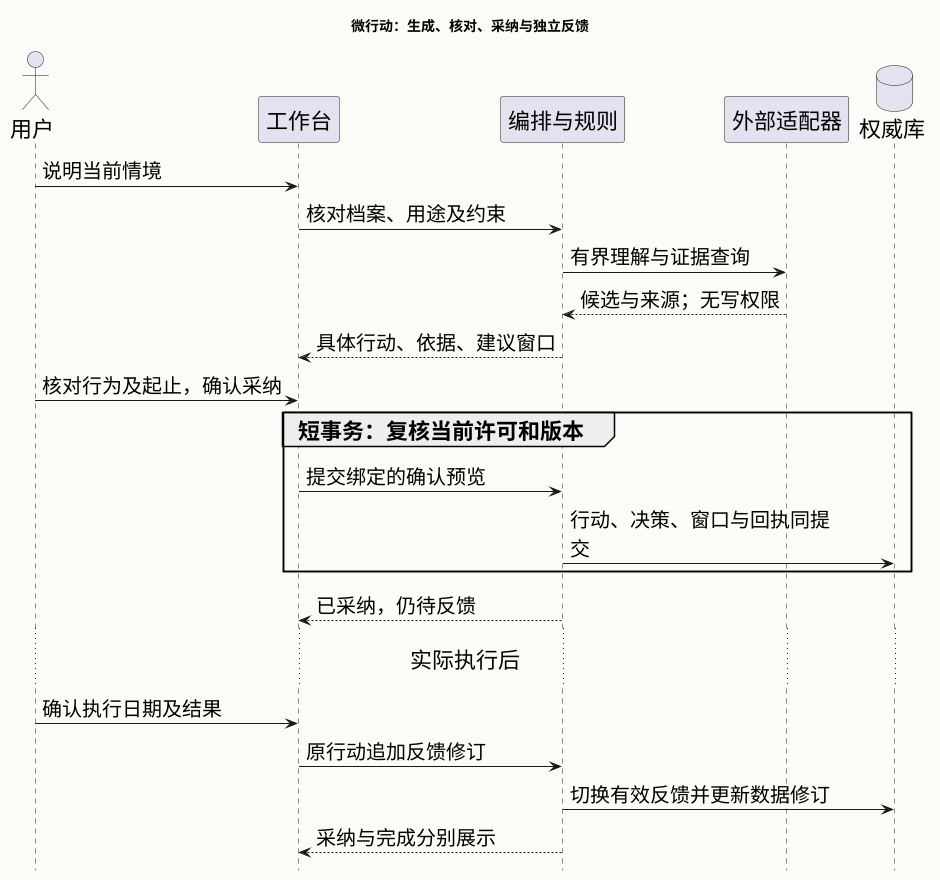 微行动：生成、核对、采纳与独立反馈
用户
工作台
编排与规则
外部适配器
权威库
说明当前情境
核对档案、用途及约束
有界理解与证据查询
候选与来源；无写权限
具体行动、依据、建议窗口
核对行为及起止，确认采纳
短事务：复核当前许可和版本
提交绑定的确认预览
行动、决策、窗口与回执同提
交
已采纳，仍待反馈
实际执行后
确认执行日期及结果
原行动追加反馈修订
切换有效反馈并更新数据修订
采纳与完成分别展示